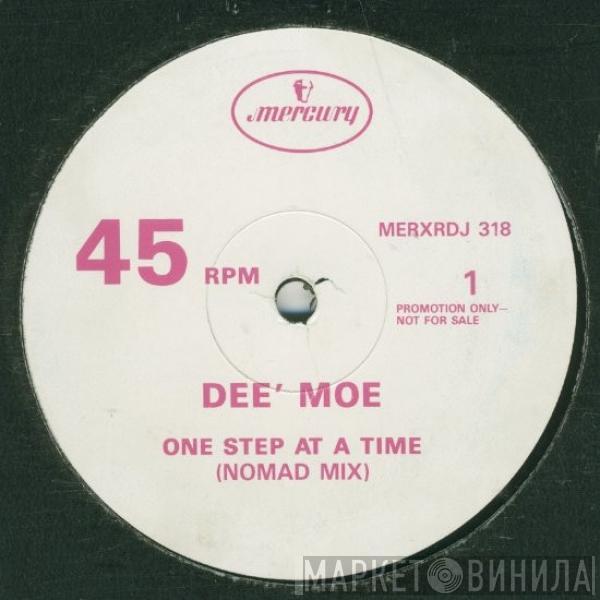 mercury
45 RPM
MERXRDJ 318
1
PROMOTION ONLY—
NOT FOR SALE
DEE' MOE
ONE STEP AT A TIME
(NOMAD MIX)
МАРКЕТ ВИНИЛА